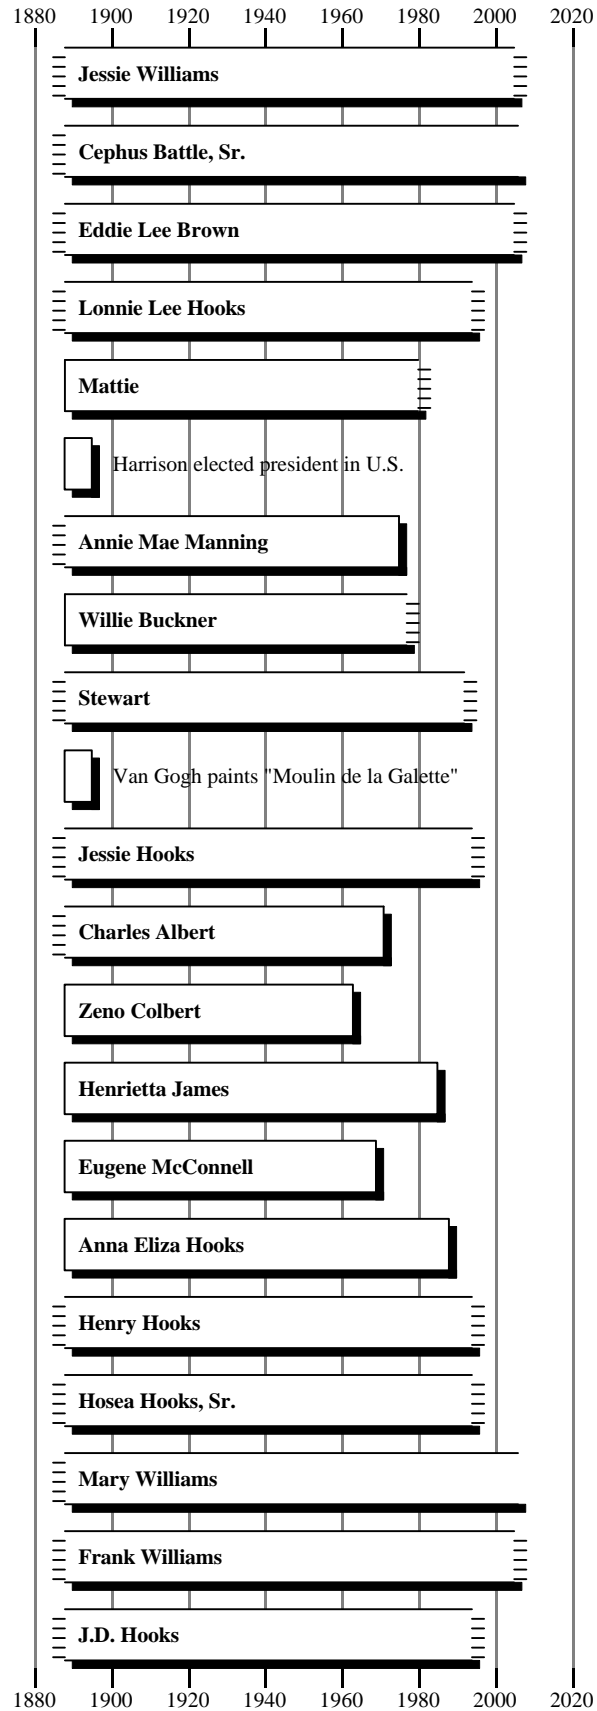 1880 1900 1920 1940 1960 1980 2000 2020
Jessie Williams
Cephus Battle, Sr.
Eddie Lee Brown
Lonnie Lee Hooks
Mattie
Harrison elected president in U.S.
Annie Mae Manning
Willie Buckner
Stewart
Van Gogh paints "Moulin de la Galette"
Jessie Hooks
Charles Albert
Zeno Colbert
Henrietta James
Eugene McConnell
Anna Eliza Hooks
Henry Hooks
Hosea Hooks, Sr.
Mary Williams
Frank Williams
J.D. Hooks
1880 1900 1920 1940 1960 1980 2000 2020